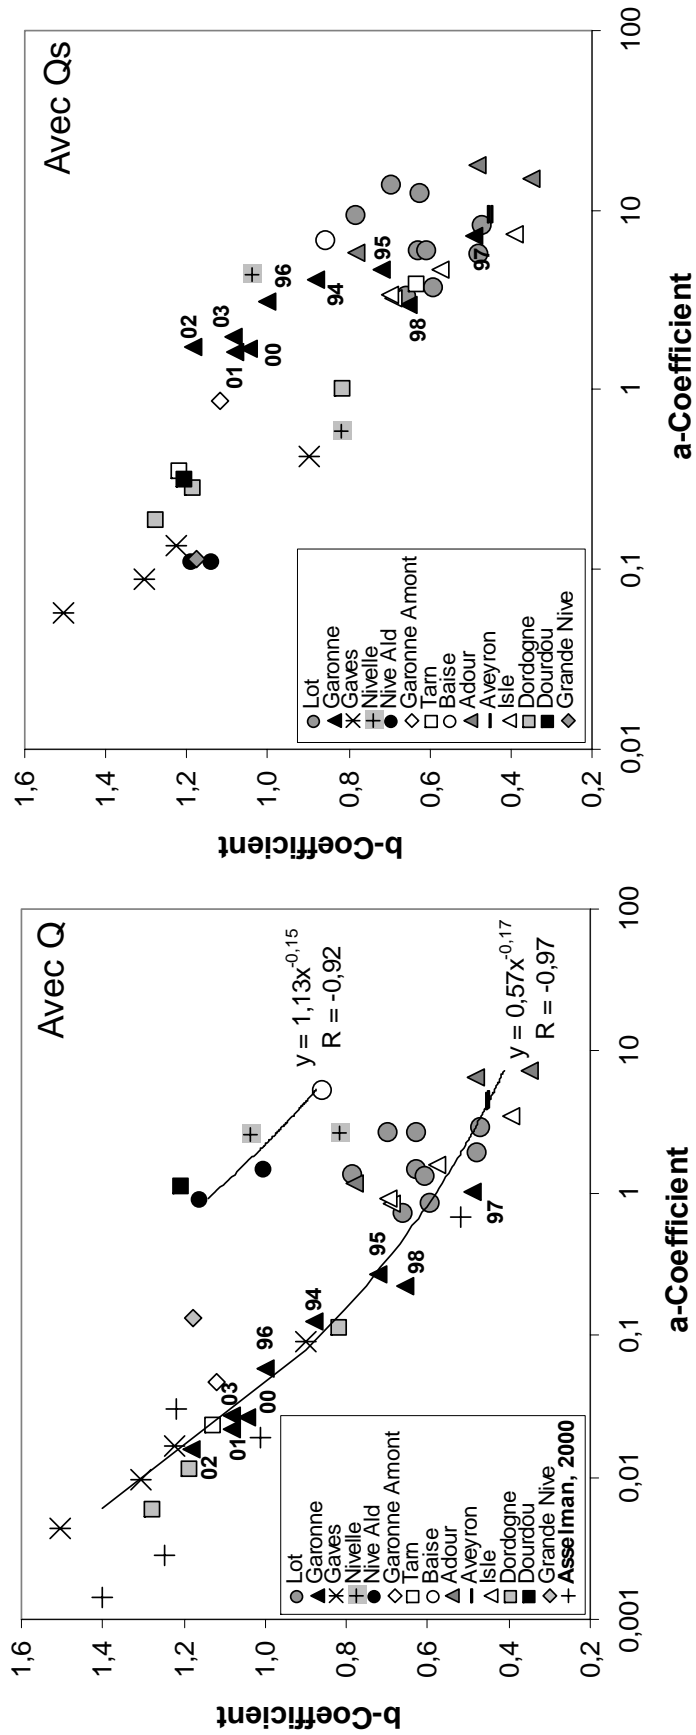 Avec Q
1,6
1,4
1,2
1,0
0,8
0,6
0,4
0,2
b-Coefficient
0,001
0,01
0,1
1
10
100
a-Coefficient
y = 1,13x^-0,15
R = -0,92
y = 0,57x^-0,17
R = -0,97
02
01
03
00
96
94
95
98
97
Lot
Garonne
Gaves
Nivelle
Nive Ald
Garonne Amont
Tarn
Baise
Adour
Aveyron
Isle
Dordogne
Dourdou
Grande Nive
Asselman, 2000
Avec Qs
1,6
1,4
1,2
1,0
0,8
0,6
0,4
0,2
b-Coefficient
0,01
0,1
1
10
100
a-Coefficient
02
01
03
00
96
94
95
98
97
Lot
Garonne
Gaves
Nivelle
Nive Ald
Garonne Amont
Tarn
Baise
Adour
Aveyron
Isle
Dordogne
Dourdou
Grande Nive